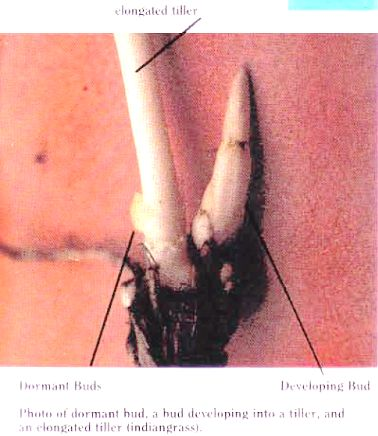 elongated tiller
Dormant Buds
Developing Bud
Photo of dormant bud, a bud developing into a tiller, and
an elongated tiller (indiangrass).